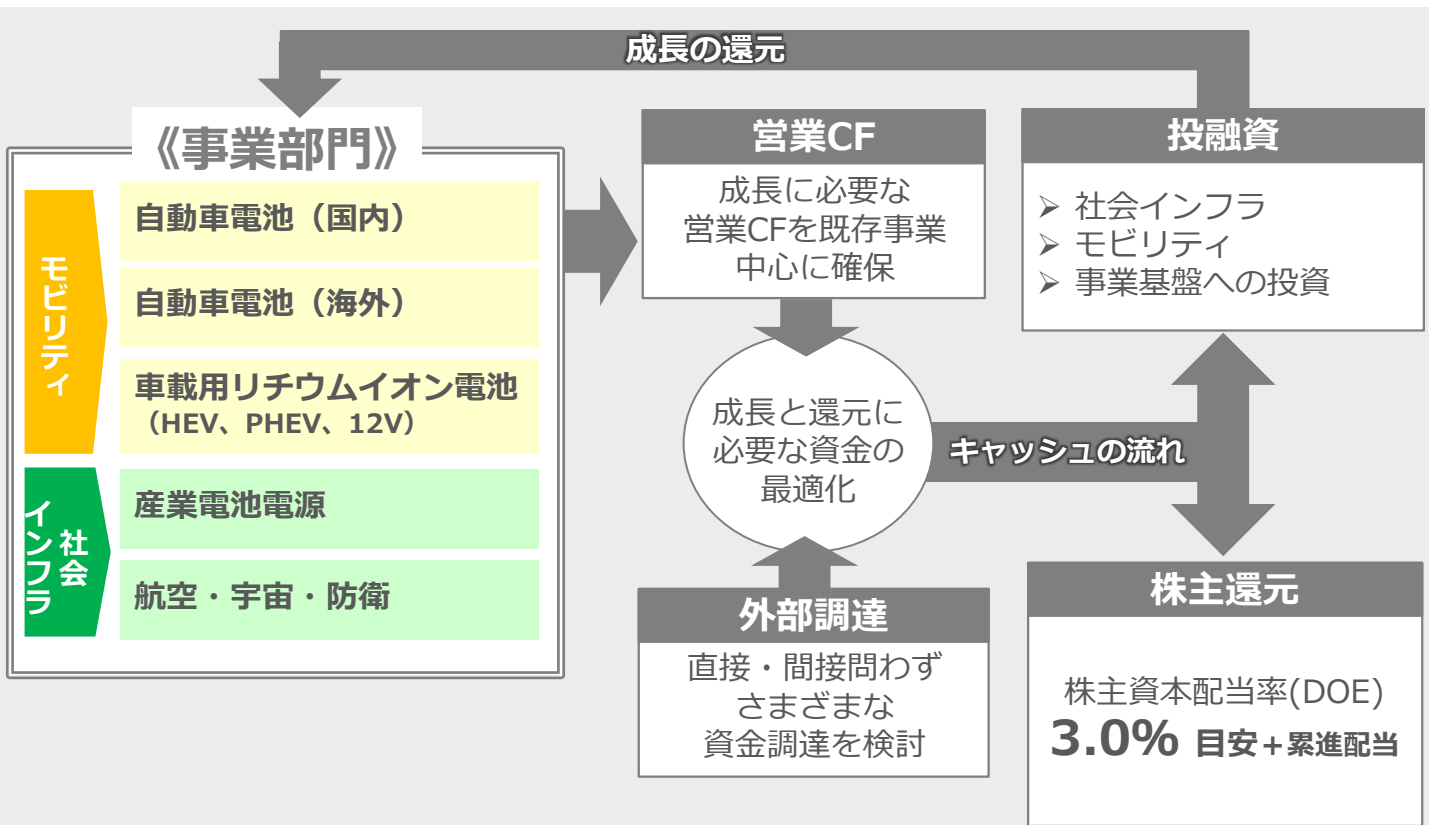 成長の還元
《事業部門》
モビリティ
自動車電池（国内）
自動車電池（海外）
車載用リチウムイオン電池
（HEV、PHEV、12V）
社会
インフラ
産業電池電源
航空・宇宙・防衛
営業CF
成長に必要な
営業CFを既存事業
中心に確保
成長と還元に
必要な資金の
最適化
外部調達
直接・間接問わず
さまざまな
資金調達を検討
キャッシュの流れ
投融資
➢ 社会インフラ
➢ モビリティ
➢ 事業基盤への投資
株主還元
株主資本配当率(DOE)
3.0% 目安＋累進配当